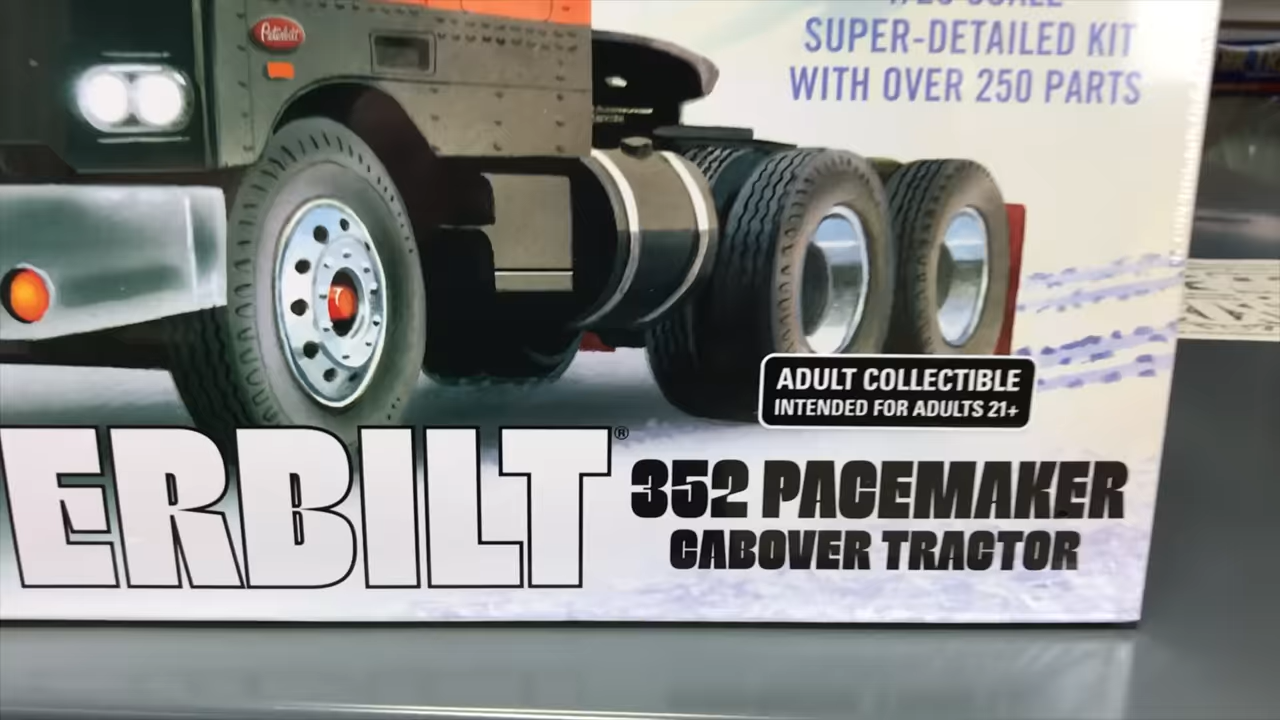 SUPER-DETAILED KIT
WITH OVER 250 PARTS
Peterbilt
ADULT COLLECTIBLE
INTENDED FOR ADULTS 21+
ERBILT®
352 PACEMAKER
CABOVER TRACTOR